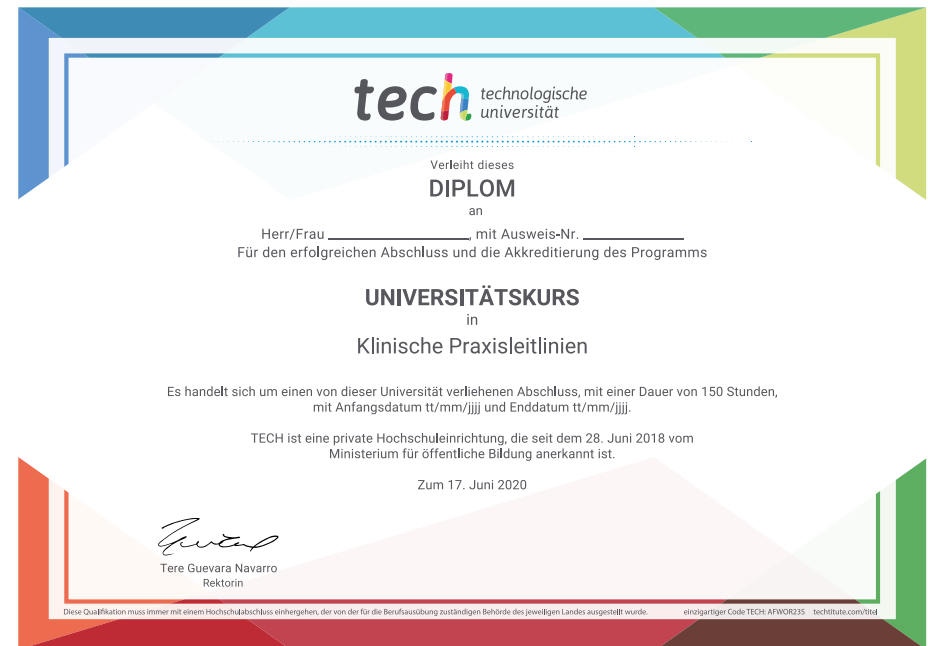 tech technologische
universität
Verleiht dieses
DIPLOM
an
Herr/Frau ____________________, mit Ausweis-Nr. ______________
Für den erfolgreichen Abschluss und die Akkreditierung des Programms
UNIVERSITÄTSKURS
in
Klinische Praxisleitlinien
Es handelt sich um einen von dieser Universität verliehenen Abschluss, mit einer Dauer von 150 Stunden,
mit Anfangsdatum tt/mm/jjjj und Enddatum tt/mm/jjjj.
TECH ist eine private Hochschuleinrichtung, die seit dem 28. Juni 2018 vom
Ministerium für öffentliche Bildung anerkannt ist.
Zum 17. Juni 2020
Tere Guevara Navarro
Rektorin
Diese Qualifikation muss immer mit einem Hochschulabschluss einhergehen, der von der für die Berufsausübung zuständigen Behörde des jeweiligen Landes ausgestellt wurde. einzigartiger Code TECH: AFWOR23S techtitute.com/titel